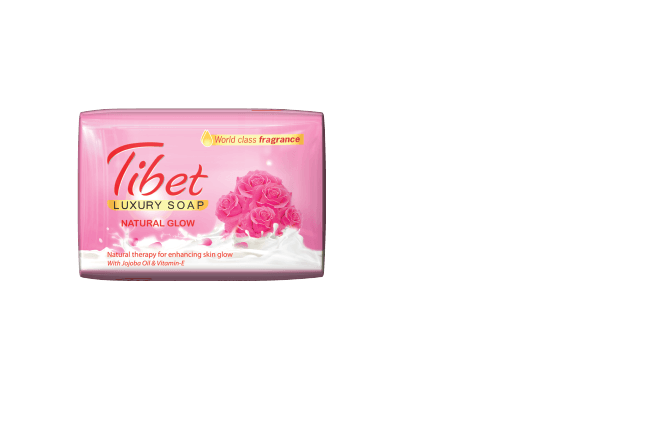 World class fragrance
Tibet
LUXURY SOAP
NATURAL GLOW
Natural therapy for enhancing skin glow
With Jojoba Oil & Vitamin-E